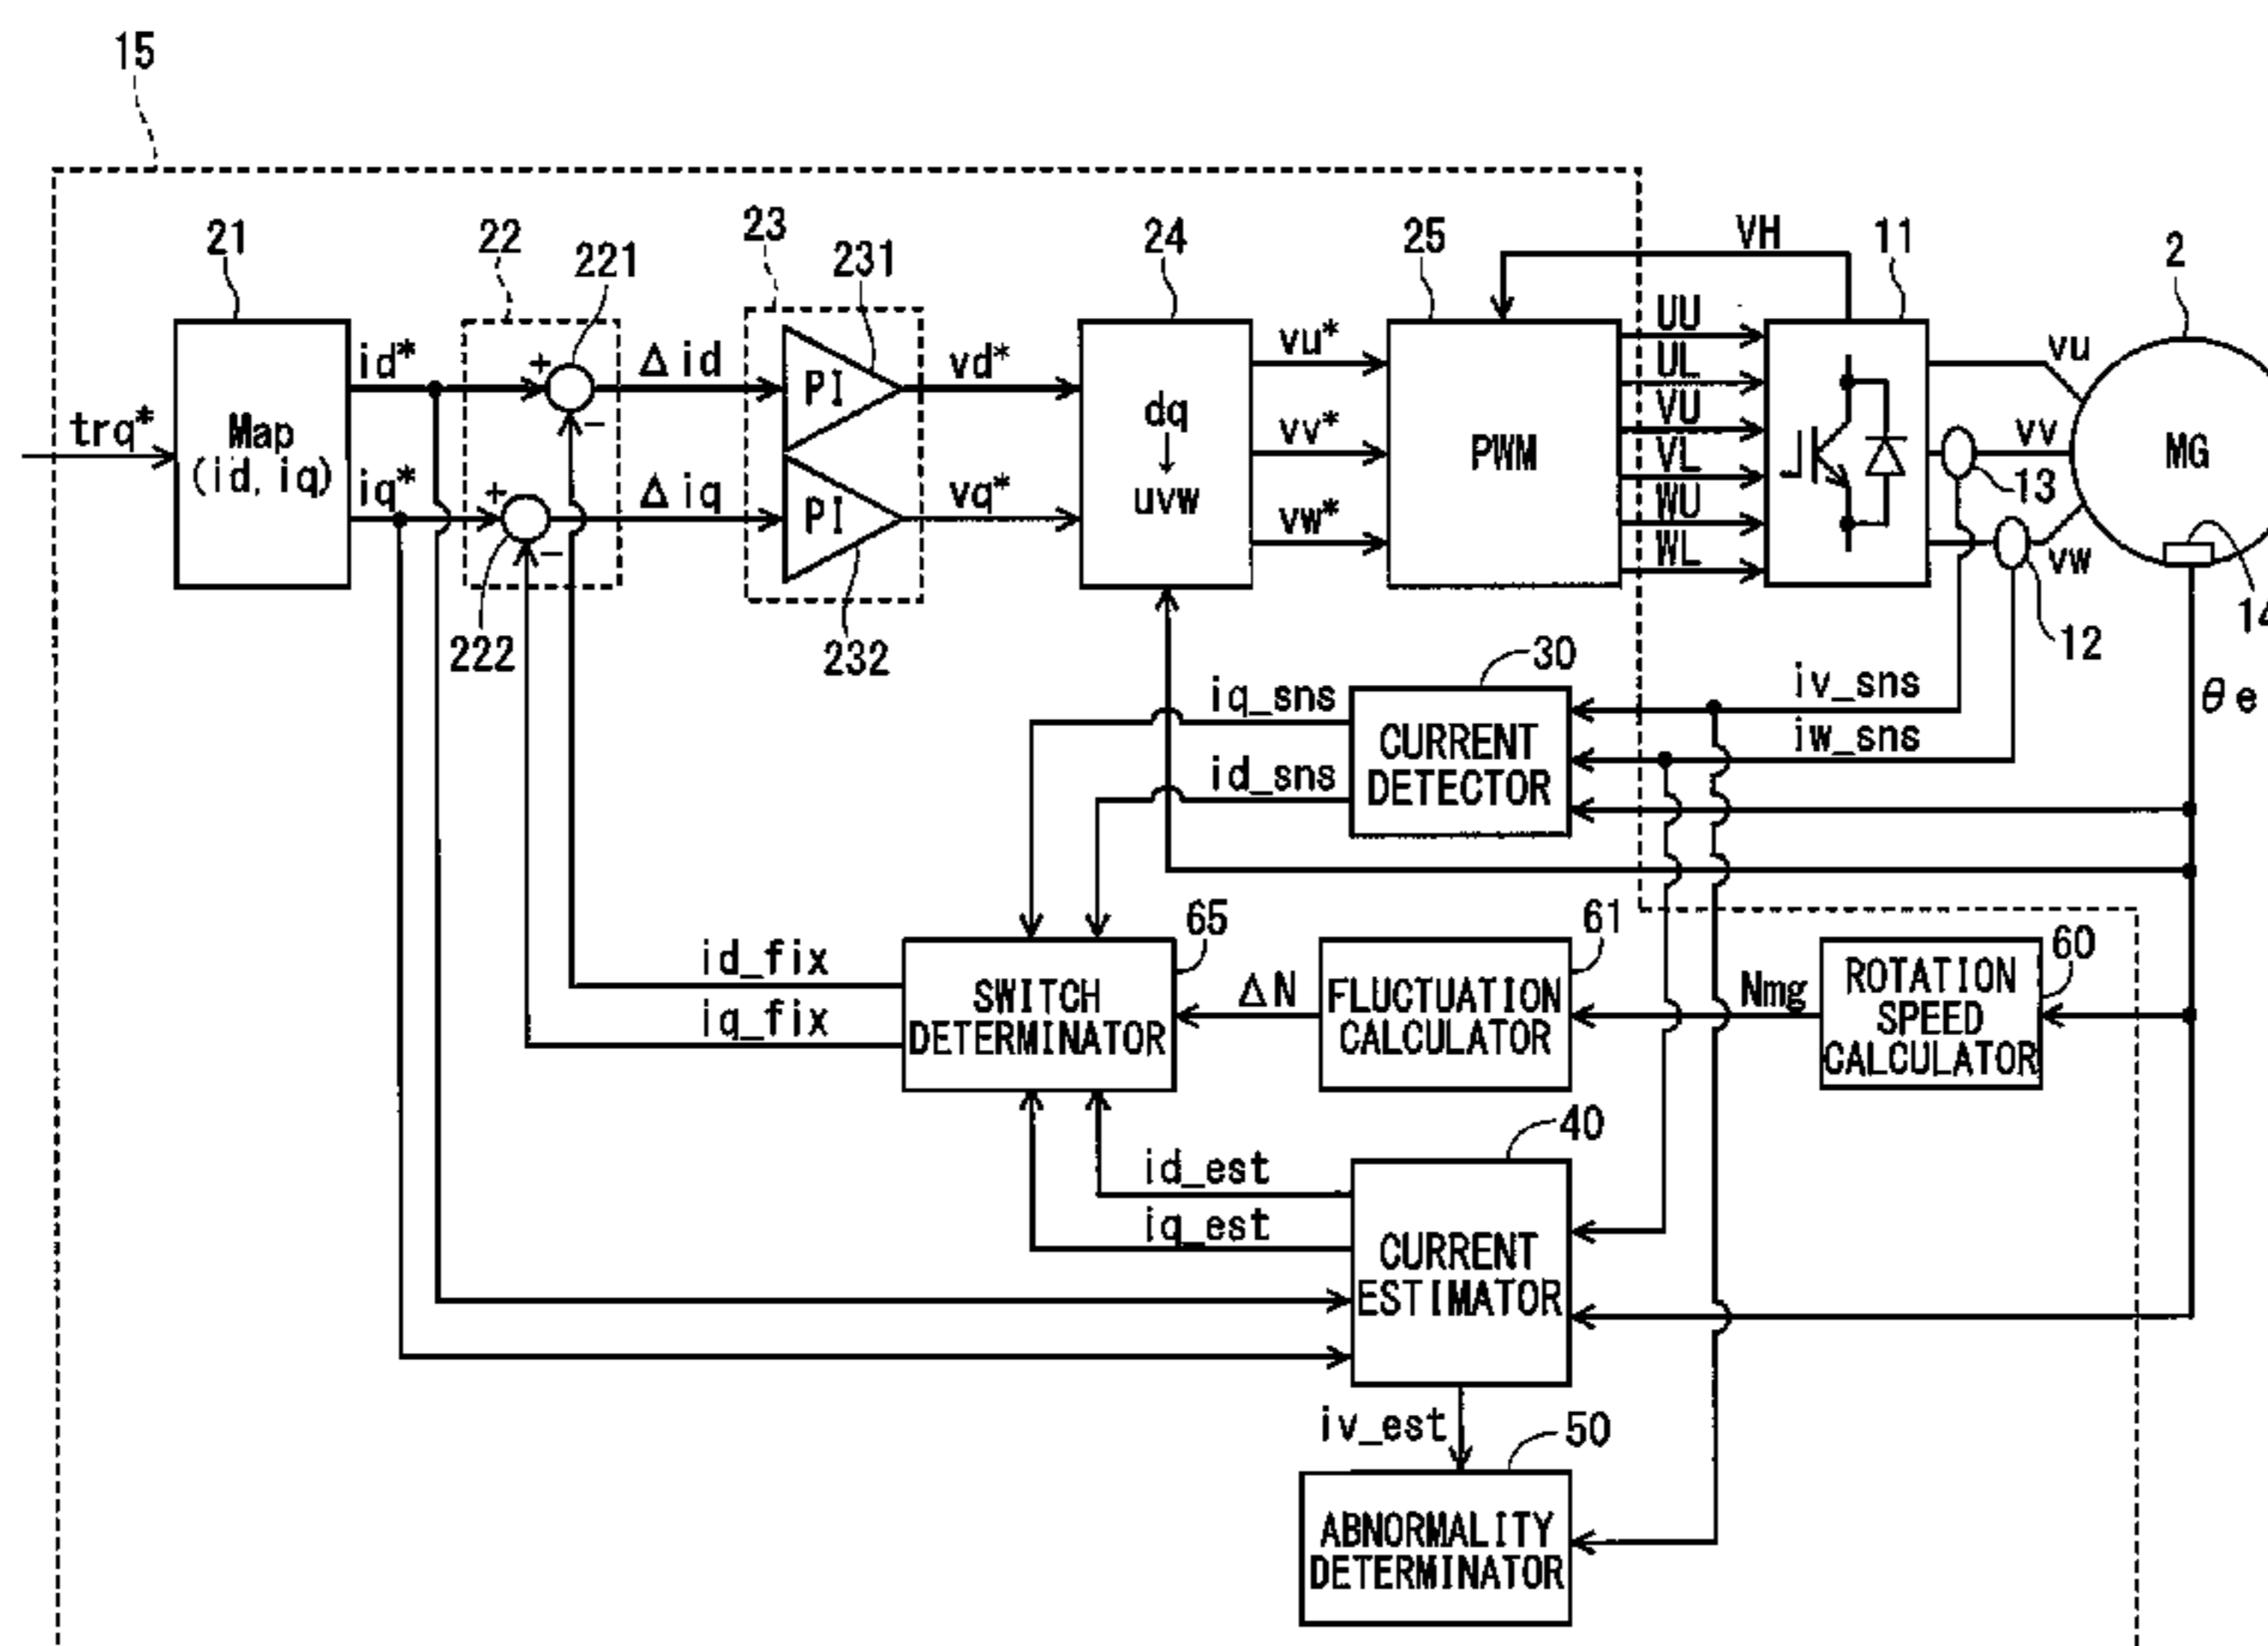 15
21
22
221
23
231
24
25
VH
11
2
id*
Δid
vd*
vu*
UU
UL
vu
trq*
Map
(id, iq)
+
-
PI
dq
↓
uvw
vv*
PWM
VU
VL
vv
MG
iq*
+
-
Δiq
PI
vq*
vw*
WU
WL
13
vw
222
232
12
14
30
iq_sns
id_sns
CURRENT
DETECTOR
iv_sns
iw_sns
θe
65
61
60
id_fix
iq_fix
SWITCH
DETERMINATOR
ΔN
FLUCTUATION
CALCULATOR
Nmg
ROTATION
SPEED
CALCULATOR
40
id_est
iq_est
CURRENT
ESTIMATOR
iv_est
50
ABNORMALITY
DETERMINATOR